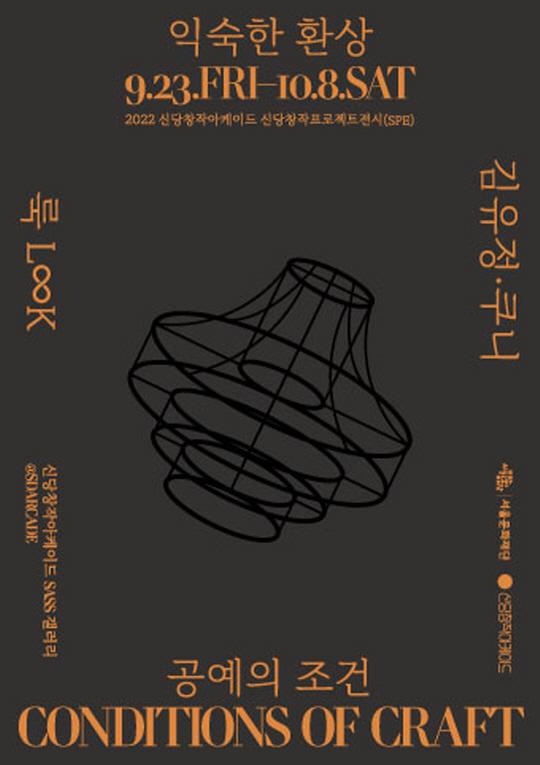 익숙한 환상
9.23.FRI–10.8.SAT
2022 신당창작아케이드 신당창작프로젝트전시(SPE)
김유정·쿠니
룩 L∞K
신당창작아케이드 SASS 갤러리
@SDARCADE
서울문화재단
신당창작아케이드
공예의 조건
CONDITIONS OF CRAFT